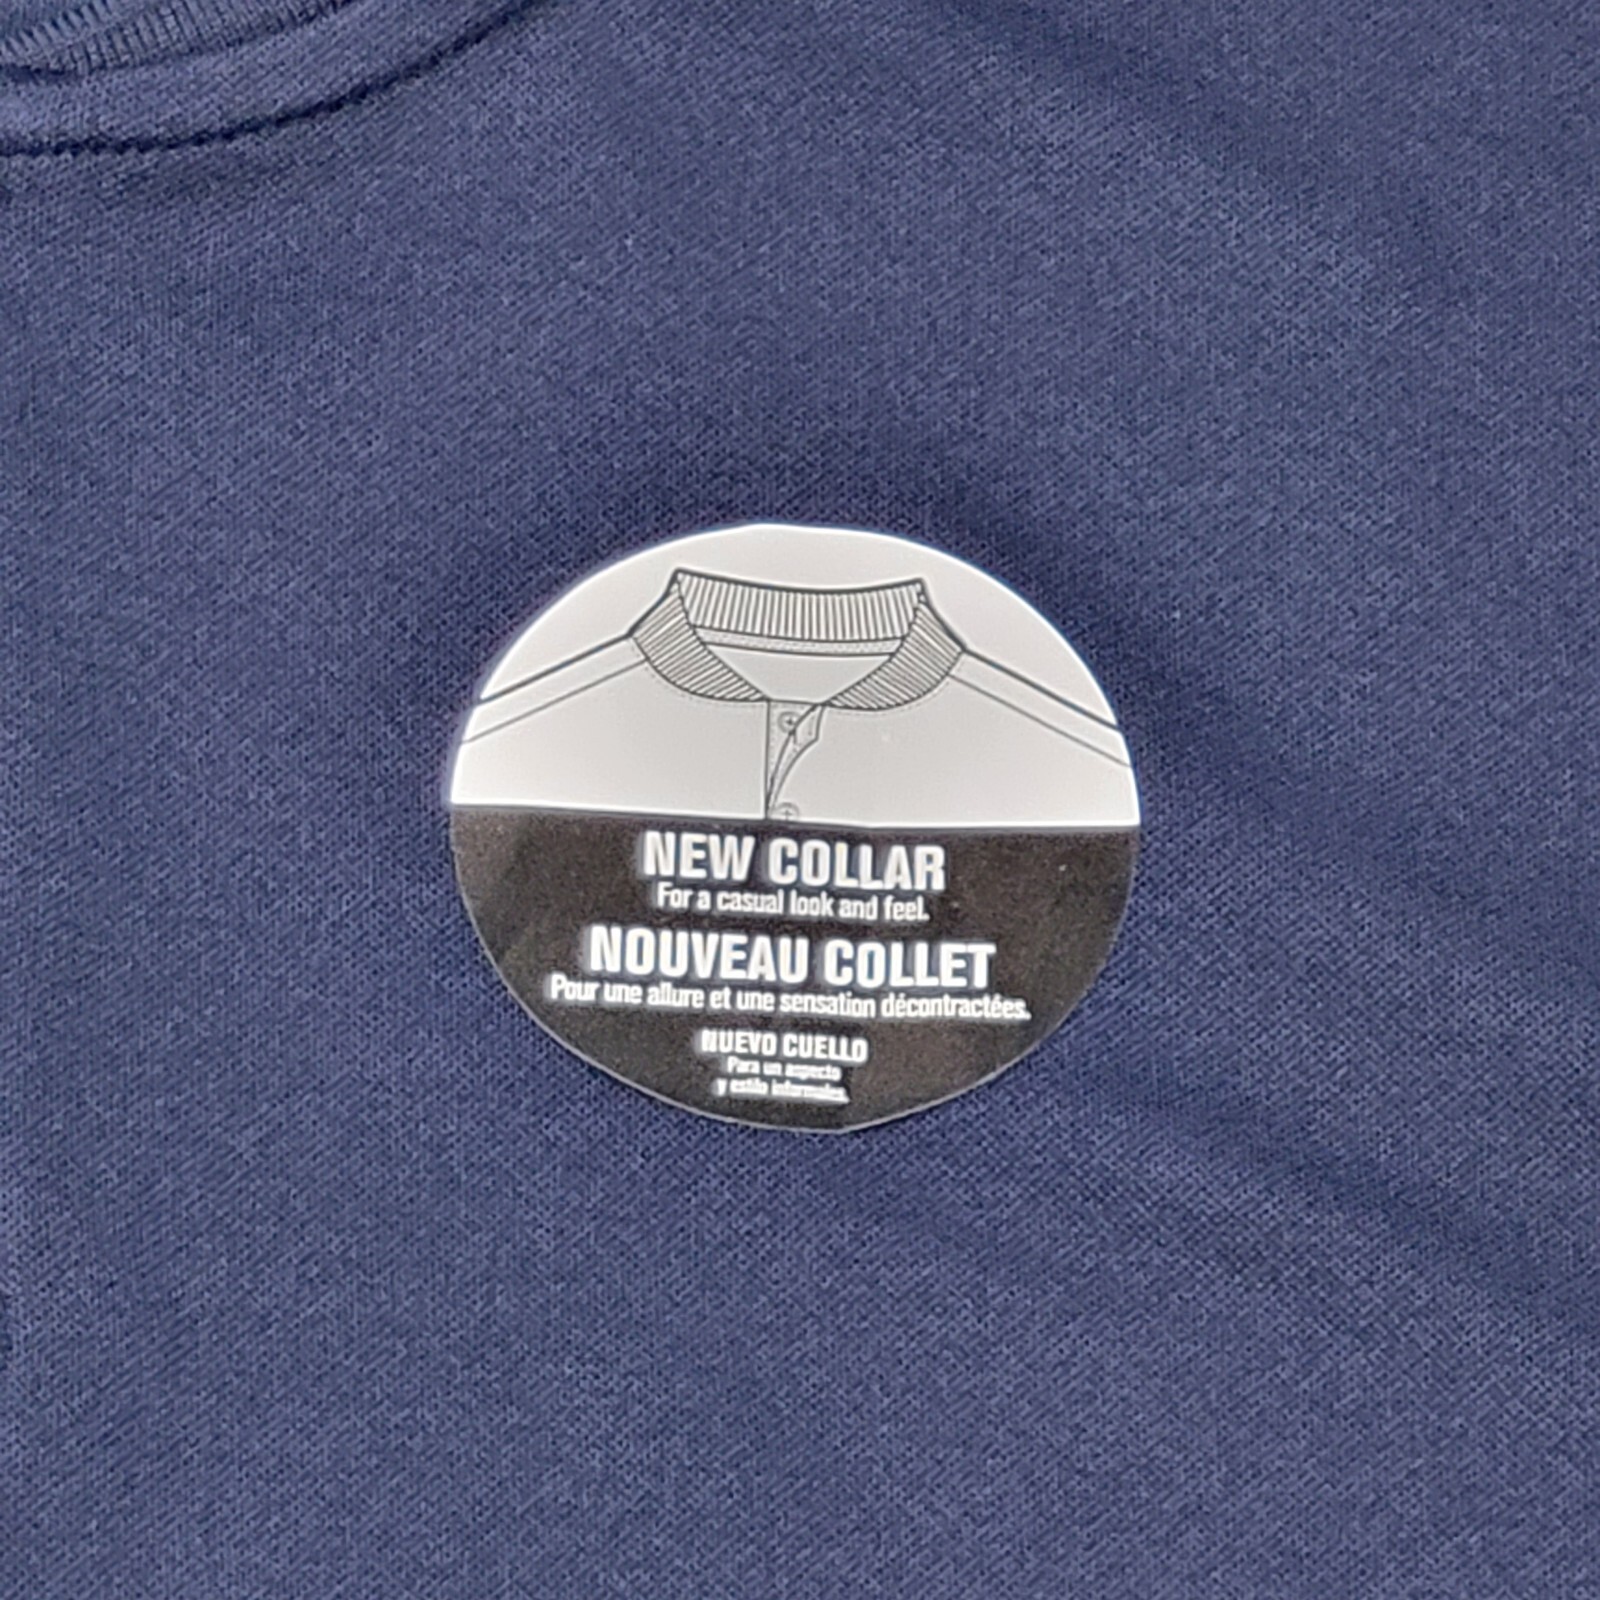 NEW COLLAR
For a casual look and feel.
NOUVEAU COLLET
Pour une allure et une sensation décontractées.
NUEVO CUELLO
Para un aspecto
y estilo informales.